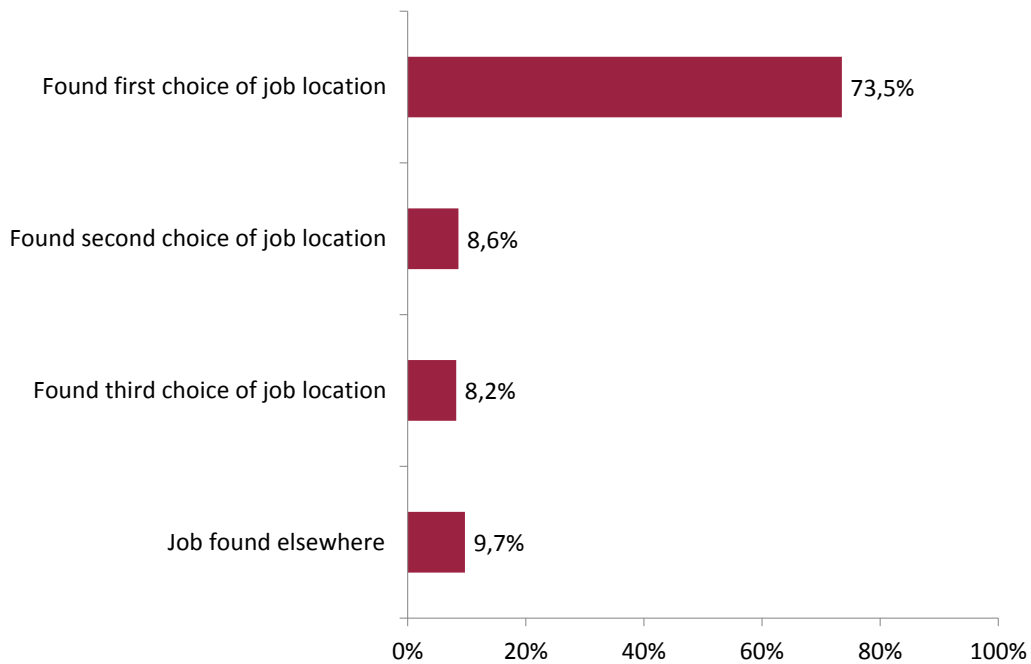 Found first choice of job location
73,5%
Found second choice of job location
8,6%
Found third choice of job location
8,2%
Job found elsewhere
9,7%
0%
20%
40%
60%
80%
100%